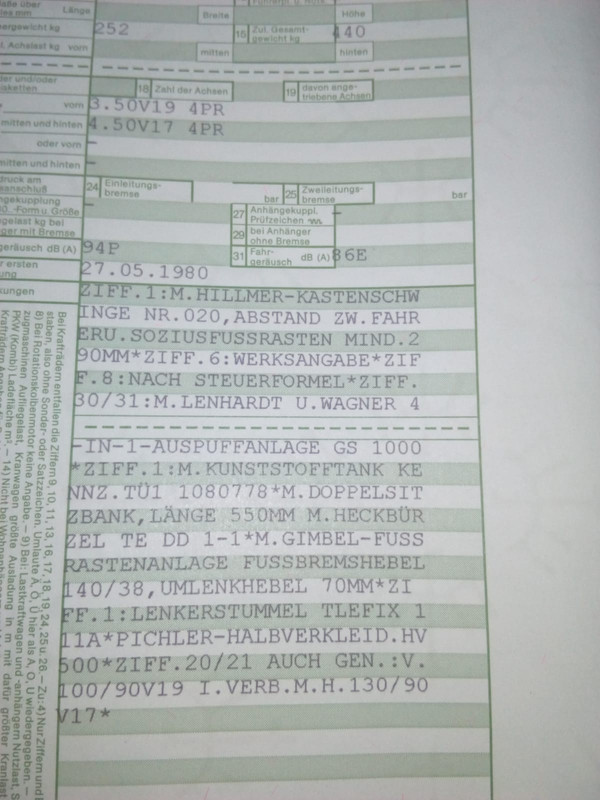 Länge
Breite
Höhe
252
15 Zul. Gesamt-
gewicht kg
440
vorn
mitten
hinten
18 Zahl der Achsen
19 davon ange-
triebene Achsen
vorn 3.50V19 4PR
mitten und hinten 4.50V17 4PR
oder vorn –
mitten und hinten –
24 Einleitungs-
bremse
bar
25 Zweileitungs-
bremse
bar
27 Anhängekuppl.
Prüfzeichen
–
29 bei Anhänger
ohne Bremse
dB (A) 94P
31 Fahr-
geräusch dB (A) 86E
27.05.1980
ZIFF.1:M.HILLMER-KASTENSCHW
INGE NR.020,ABSTAND ZW.FAHR
ERU.SOZIUSFUSSRASTEN MIND.2
90MM*ZIFF.6:WERKSANGABE*ZIF
F.8:NACH STEUERFORMEL*ZIFF.
30/31:M.LENHARDT U.WAGNER 4
-IN-1-AUSPUFFANLAGE GS 1000
*ZIFF.1:M.KUNSTSTOFFTANK KE
NNZ.TÜ1 1080778*M.DOPPELSIT
ZBANK,LÄNGE 550MM M.HECKBÜR
ZEL TE DD 1-1*M.GIMBEL-FUSS
RASTENANLAGE FUSSBREMSHEBEL
140/38,UMLENKHEBEL 70MM*ZI
FF.1:LENKERSTUMMEL TLEFIX 1
11A*PICHLER-HALBVERKLEID.HV
500*ZIFF.20/21 AUCH GEN.:V.
100/90V19 I.VERB.M.H.130/90
V17*